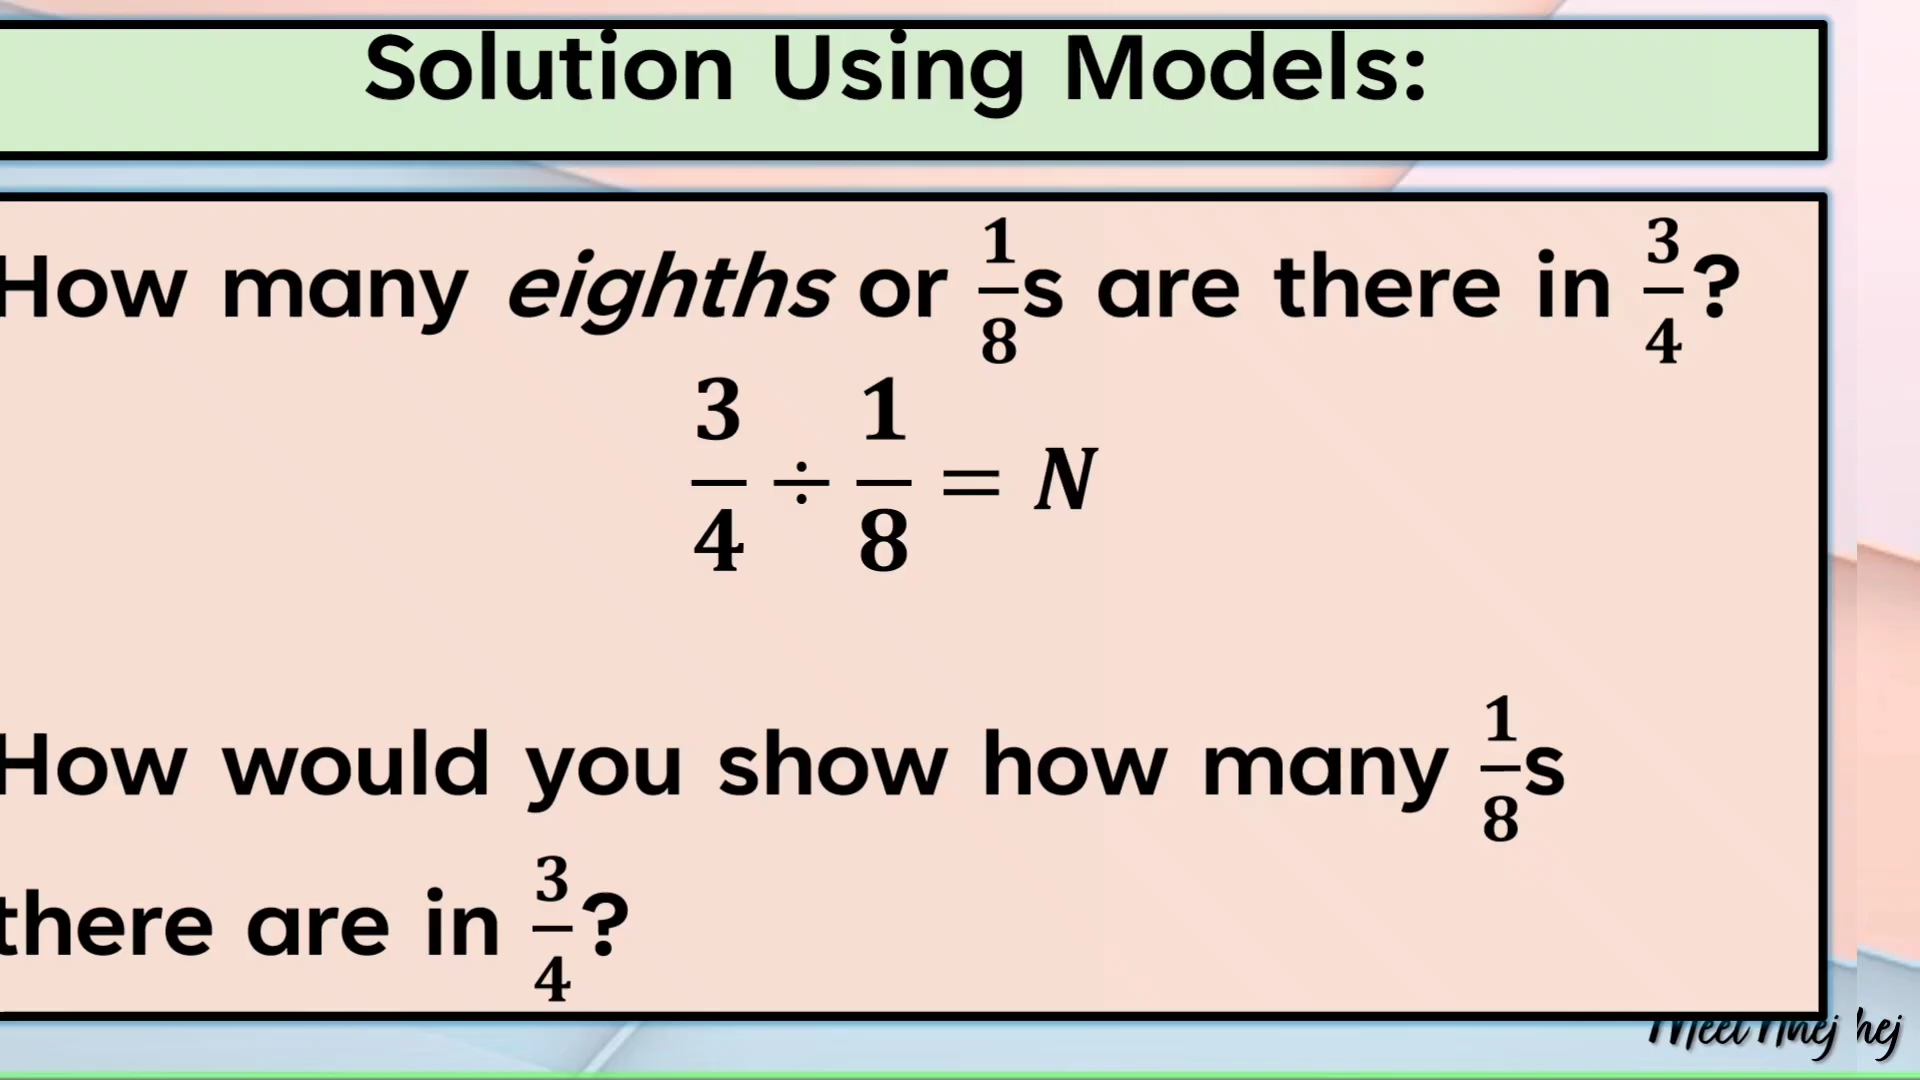 Solution Using Models:
How many eighths or 1/8s are there in 3/4?
3/4 ÷ 1/8 = N
How would you show how many 1/8s
there are in 3/4?